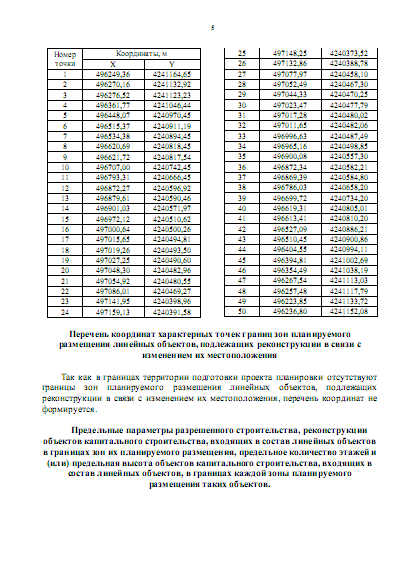 5
Номер точки Координаты, м
X Y
1 496249,36 4241164,65
2 496270,16 4241132,92
3 496276,52 4241123,23
4 496361,77 4241046,44
5 496448,07 4240970,45
6 496515,37 4240911,19
7 496534,38 4240894,45
8 496620,69 4240818,45
9 496621,72 4240817,54
10 496707,00 4240742,45
11 496793,31 4240666,45
12 496872,27 4240596,92
13 496879,61 4240590,46
14 496901,03 4240571,97
15 496972,12 4240510,62
16 497000,64 4240500,26
17 497015,65 4240494,81
18 497019,26 4240493,50
19 497027,25 4240490,60
20 497048,30 4240482,96
21 497054,92 4240480,55
22 497086,01 4240469,27
23 497141,95 4240398,96
24 497159,13 4240391,58
25 497148,25 4240373,52
26 497132,86 4240388,78
27 497077,97 4240458,10
28 497052,49 4240467,30
29 497044,33 4240470,25
30 497023,47 4240477,79
31 497017,28 4240480,02
32 497011,65 4240482,06
33 496996,63 4240487,49
34 496965,16 4240498,85
35 496900,08 4240557,30
36 496872,34 4240582,21
37 496869,39 4240584,80
38 496786,03 4240658,20
39 496699,72 4240734,20
40 496619,31 4240805,01
41 496613,41 4240810,20
42 496527,09 4240886,21
43 496510,45 4240900,86
44 496404,55 4240994,11
45 496394,81 4241002,69
46 496354,49 4241038,19
47 496267,54 4241113,03
48 496257,48 4241117,79
49 496223,85 4241133,72
50 496236,80 4241152,08
Перечень координат характерных точек границ зон планируемого
размещения линейных объектов, подлежащих реконструкции в связи с
изменением их местоположения
Так как в границах территории подготовки проекта планировки отсутствуют
границы зон планируемого размещения линейных объектов, подлежащих
реконструкции в связи с изменением их местоположения, перечень координат не
формируется.
Предельные параметры разрешенного строительства, реконструкции
объектов капитального строительства, входящих в состав линейных объектов
в границах зон их планируемого размещения, предельное количество этажей и
(или) предельная высота объектов капитального строительства, входящих в
состав линейных объектов, в границах каждой зоны планируемого
размещения таких объектов.